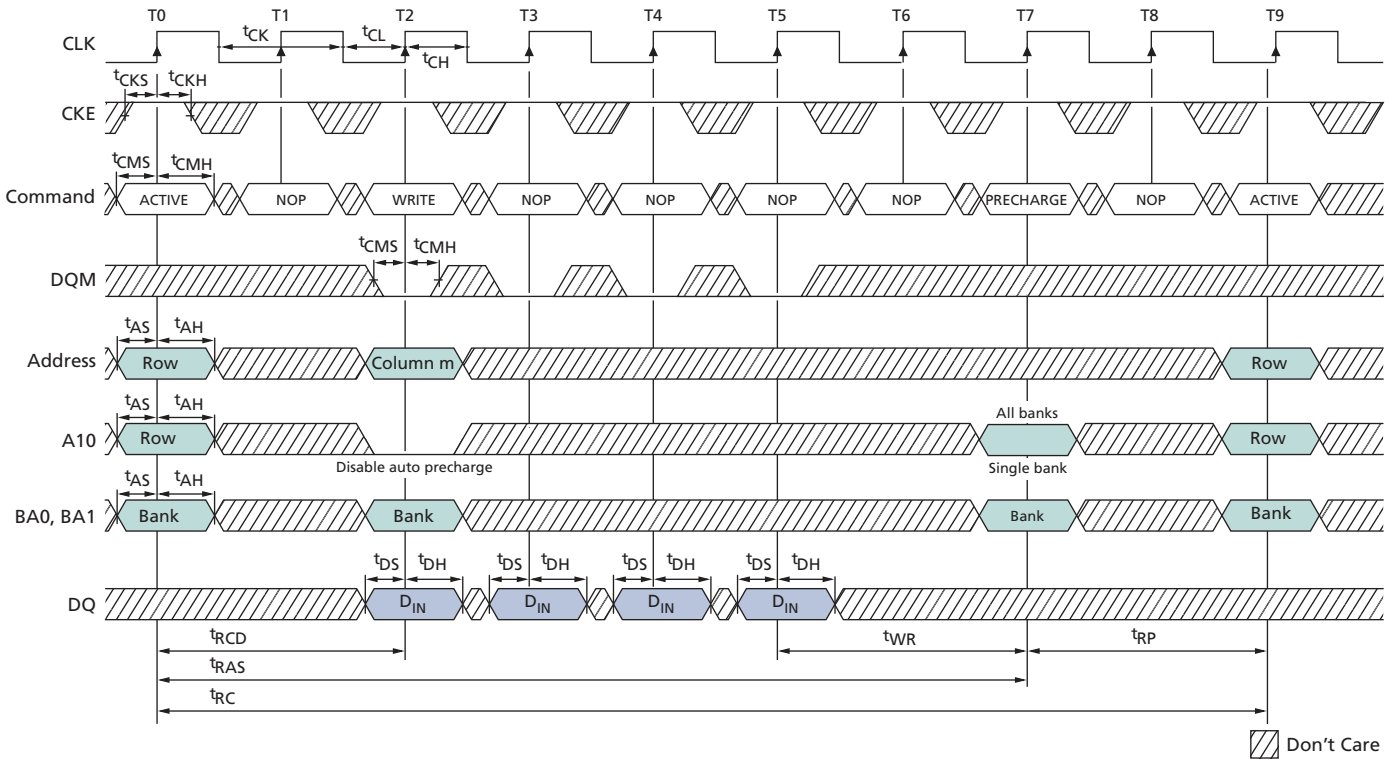 T0 T1 T2 T3 T4 T5 T6 T7 T8 T9
CLK tCK tCL tCH
tCKS tCKH
CKE
tCMS tCMH
Command ACTIVE NOP WRITE NOP NOP NOP NOP PRECHARGE NOP ACTIVE
tCMS tCMH
DQM
tAS tAH
Address Row Column m Row
tAS tAH All banks
A10 Row Row
Disable auto precharge Single bank
tAS tAH
BA0, BA1 Bank Bank Bank Bank
tDS tDH tDS tDH tDS tDH tDS tDH
DQ DIN DIN DIN DIN
tRCD tWR tRP
tRAS
tRC
Don't Care